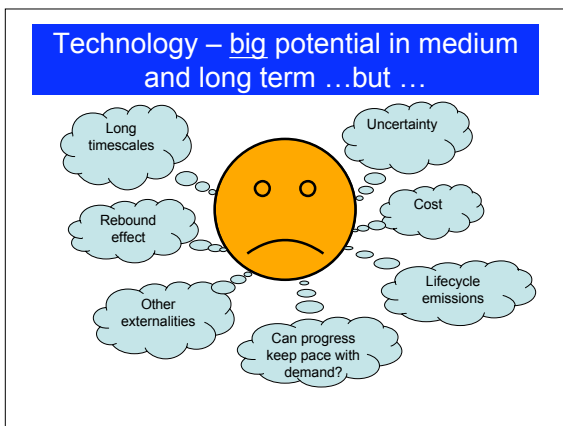 Technology – big potential in medium
and long term …but …
Long
timescales
Uncertainty
Rebound
effect
Cost
Other
externalities
Lifecycle
emissions
Can progress
keep pace with
demand?